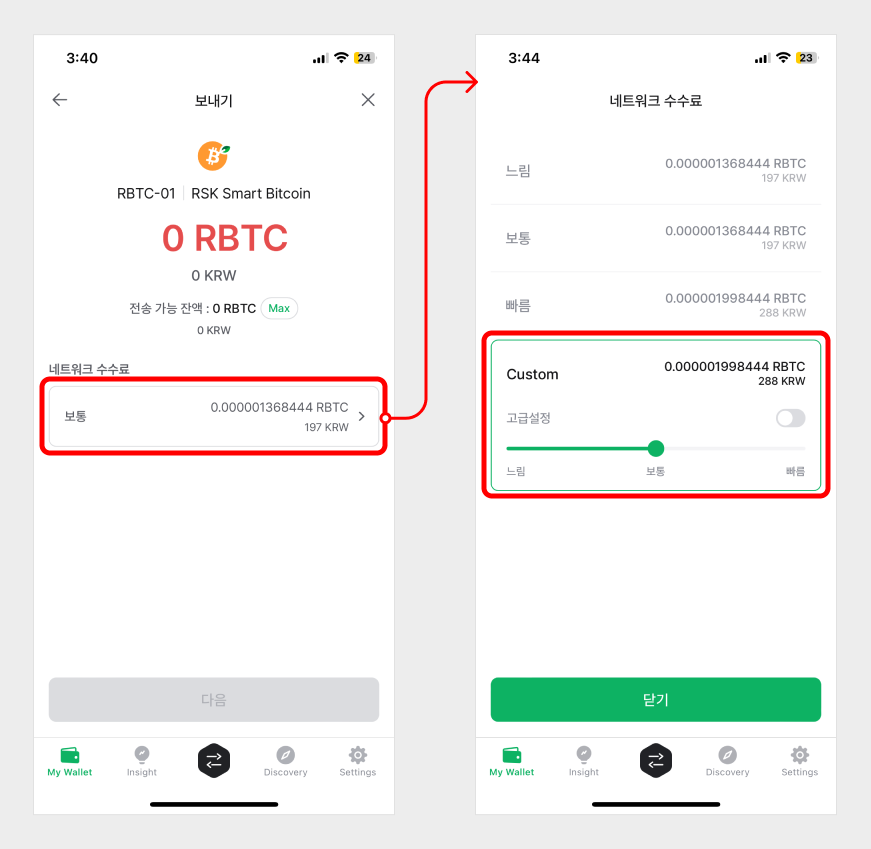 3:40
24
보내기
RBTC-01 RSK Smart Bitcoin
0 RBTC
0 KRW
전송 가능 잔액 : 0 RBTC Max
0 KRW
네트워크 수수료
보통 0.000001368444 RBTC
197 KRW
다음
My Wallet Insight Discovery Settings
3:44
23
네트워크 수수료
느림 0.000001368444 RBTC
197 KRW
보통 0.000001368444 RBTC
197 KRW
빠름 0.000001998444 RBTC
288 KRW
Custom 0.000001998444 RBTC
288 KRW
고급설정
느림 보통 빠름
닫기
My Wallet Insight Discovery Settings